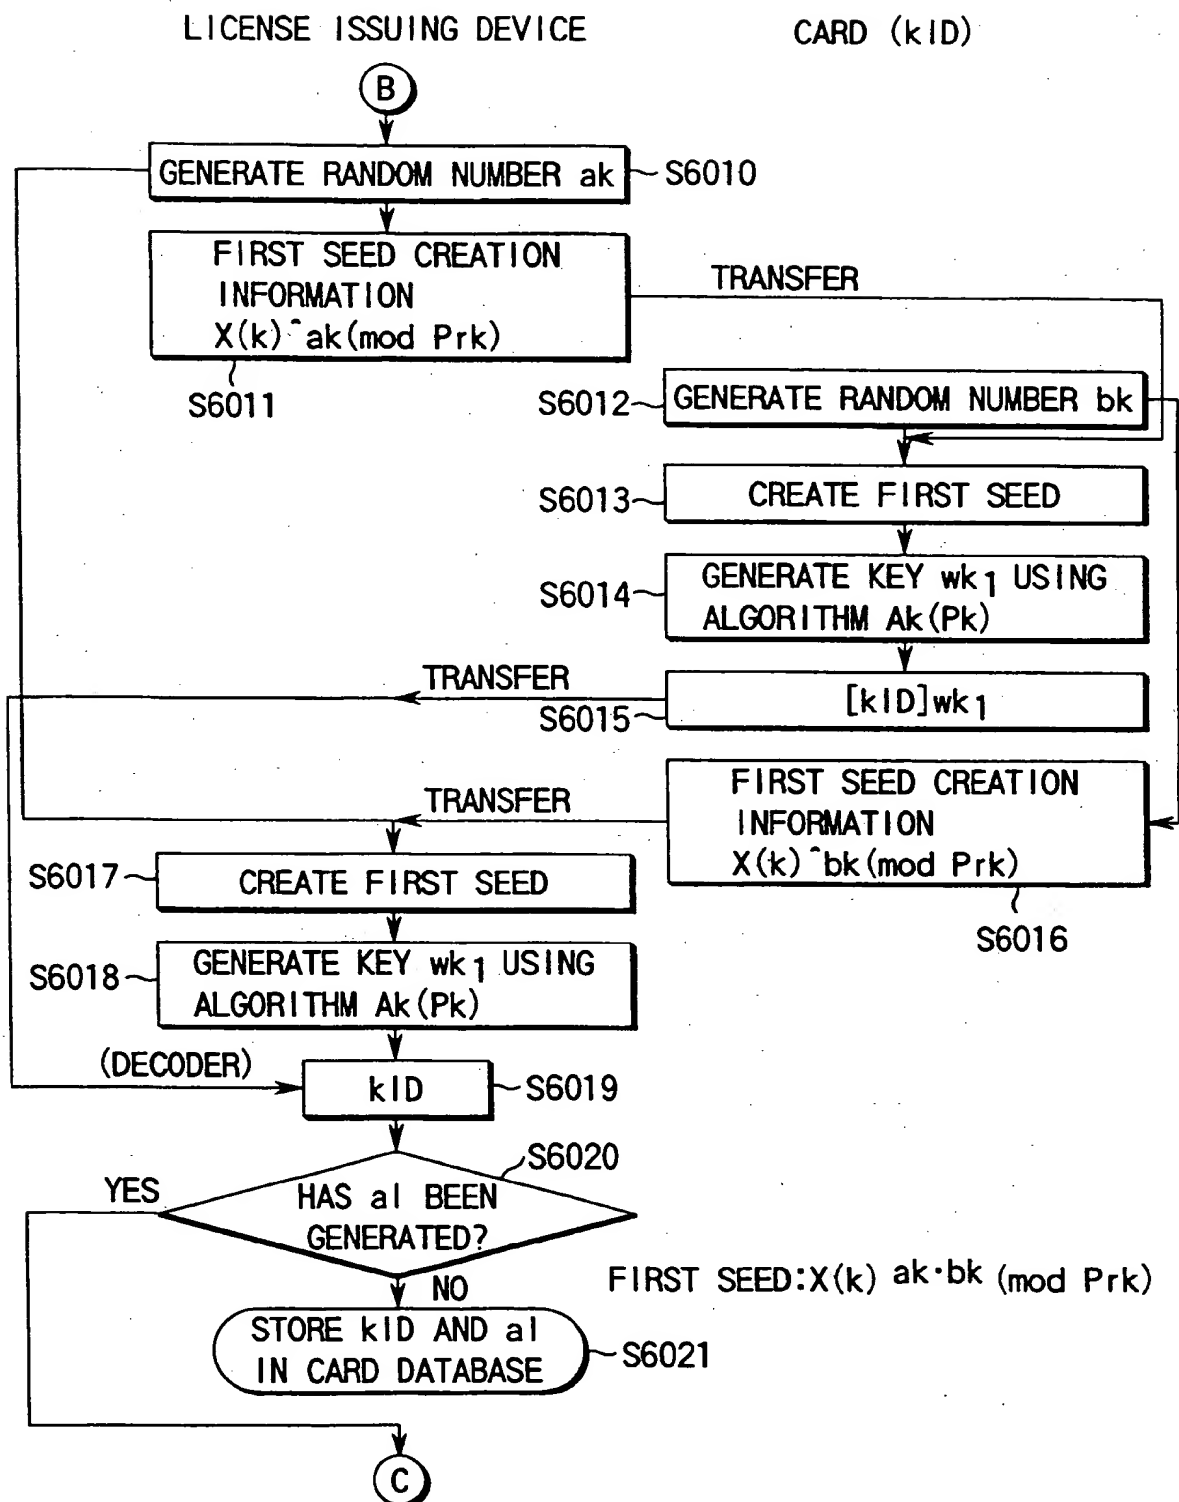 LICENSE ISSUING DEVICE
CARD (kID)
B
GENERATE RANDOM NUMBER ak
S6010
FIRST SEED CREATION
INFORMATION
X(k)^ak(mod Prk)
S6011
TRANSFER
S6012
GENERATE RANDOM NUMBER bk
S6013
CREATE FIRST SEED
S6014
GENERATE KEY wk1 USING
ALGORITHM Ak(Pk)
TRANSFER
S6015
[kID]wk1
TRANSFER
FIRST SEED CREATION
INFORMATION
X(k)^bk(mod Prk)
S6016
S6017
CREATE FIRST SEED
S6018
GENERATE KEY wk1 USING
ALGORITHM Ak(Pk)
(DECODER)
kID
S6019
S6020
YES
HAS al BEEN
GENERATED?
NO
FIRST SEED:X(k) ak·bk (mod Prk)
STORE kID AND al
IN CARD DATABASE
S6021
C